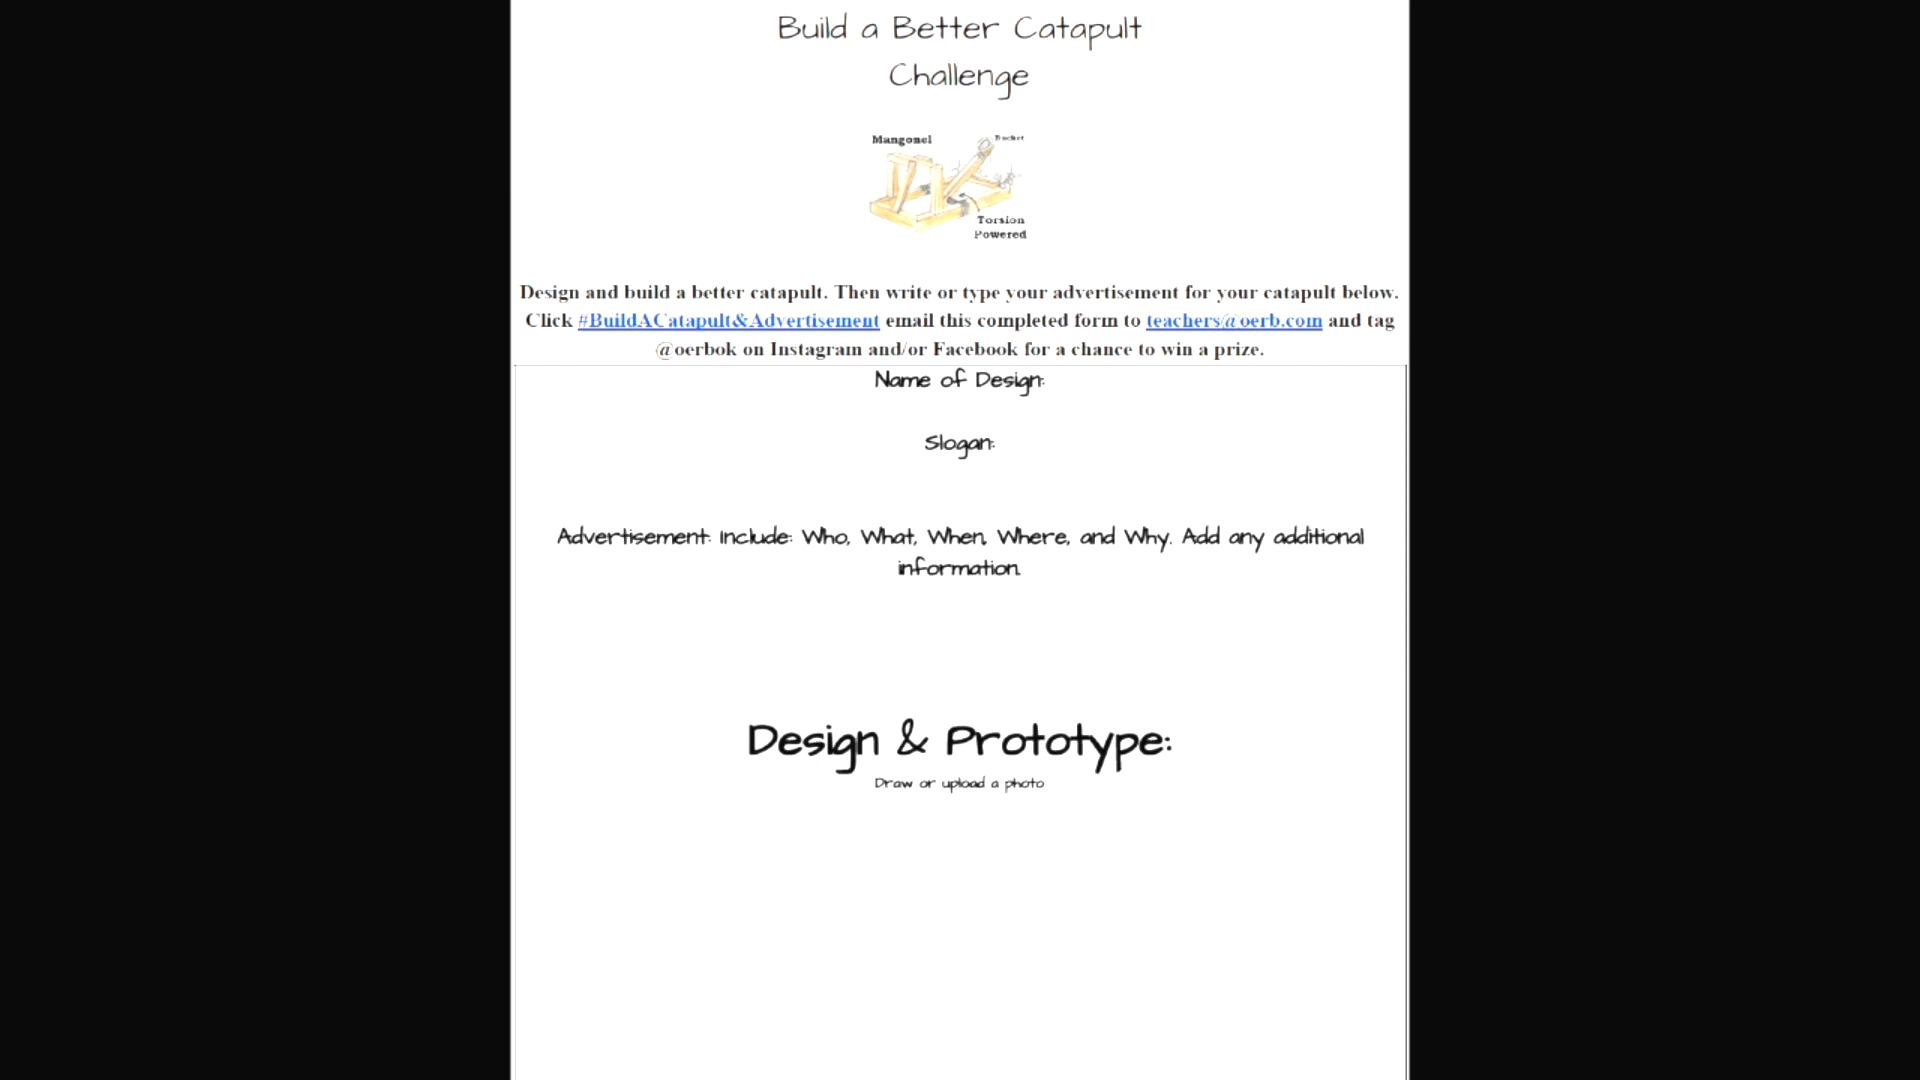 Build a Better Catapult
Challenge
Mangonel
Bucket
Torsion
Powered
Design and build a better catapult. Then write or type your advertisement for your catapult below.
Click #BuildACatapult&Advertisement email this completed form to teachers@oerb.com and tag
@oerbok on Instagram and/or Facebook for a chance to win a prize.
Name of Design:
Slogan:
Advertisement: Include: Who, What, When, Where, and Why. Add any additional
information.
Design & Prototype:
Draw or upload a photo